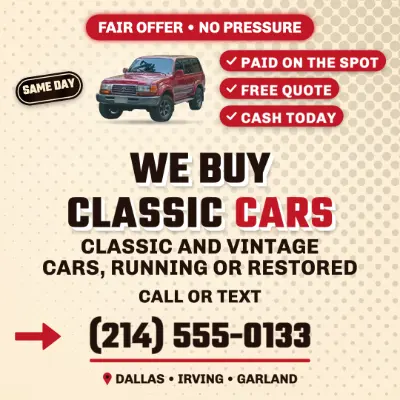 FAIR OFFER • NO PRESSURE
PAID ON THE SPOT
SAME DAY
FREE QUOTE
CASH TODAY
WE BUY
CLASSIC CARS
CLASSIC AND VINTAGE
CARS, RUNNING OR RESTORED
CALL OR TEXT
(214) 555-0133
DALLAS • IRVING • GARLAND